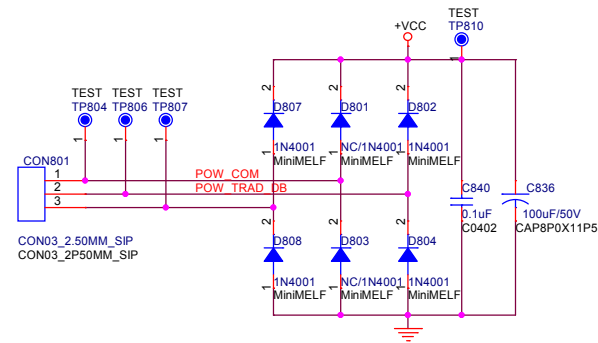 TEST
TP810
+VCC
1
TEST TEST TEST
TP804 TP806 TP807
2 2 2
D807 D801 D802
1 1 1
1N4001 NC/1N4001 1N4001
MiniMELF MiniMELF MiniMELF
1 1 1
CON801
1 POW_COM
2 POW_TRAD_DB
3
C840 C836
0.1uF 100uF/50V
C0402 CAP8P0X11P5
2 2 2
D808 D803 D804
CON03_2.50MM_SIP
CON03_2P50MM_SIP
1 1 1
1N4001 NC/1N4001 1N4001
MiniMELF MiniMELF MiniMELF